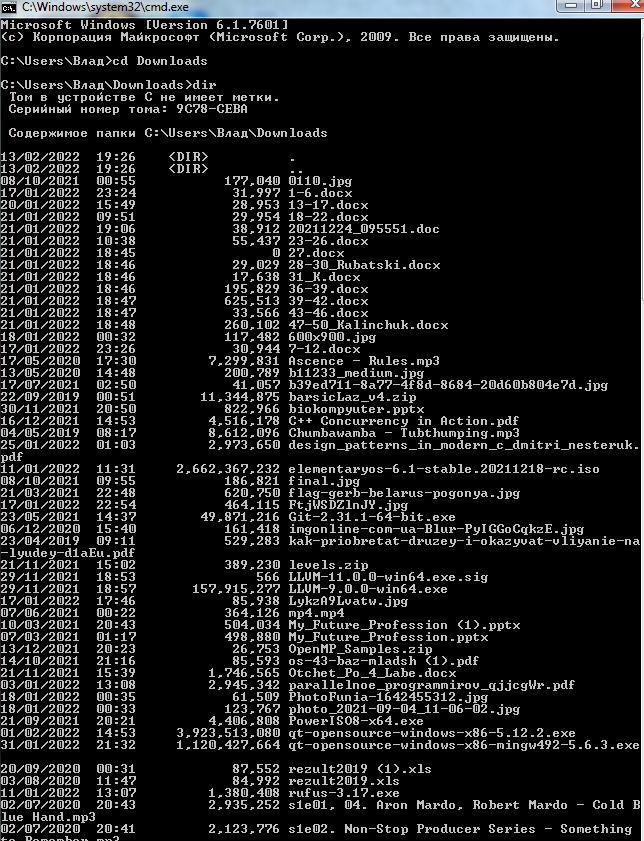 C:\Windows\system32\cmd.exe
Microsoft Windows [Version 6.1.7601]
(c) Корпорация Майкрософт (Microsoft Corp.), 2009. Все права защищены.
C:\Users\Влад>cd Downloads
C:\Users\Влад\Downloads>dir
Том в устройстве C не имеет метки.
Серийный номер тома: 9C78-CEBA
Содержимое папки C:\Users\Влад\Downloads
13/02/2022  19:26    <DIR>          .
13/02/2022  19:26    <DIR>          ..
08/10/2021  00:55           177,040 0110.jpg
17/01/2022  23:24            31,997 1-6.docx
20/01/2022  15:49            28,953 13-17.docx
21/01/2022  09:51            29,954 18-22.docx
21/01/2022  19:06            38,912 20211224_095551.doc
21/01/2022  10:38            55,437 23-26.docx
21/01/2022  18:45                 0 27.docx
21/01/2022  18:46            29,029 28-30_Rubatski.docx
21/01/2022  18:46            17,638 31_K.docx
21/01/2022  18:46           195,829 36-39.docx
21/01/2022  18:47           625,513 39-42.docx
21/01/2022  18:47            33,566 43-46.docx
21/01/2022  18:48           260,102 47-50_Kalinchuk.docx
18/01/2022  00:32           117,482 600x900.jpg
17/01/2022  23:26            30,944 7-12.docx
17/05/2020  17:30         7,299,831 Ascence - Rules.mp3
13/05/2020  14:48           200,789 b11233_medium.jpg
17/07/2021  02:50            41,057 b39ed711-8a77-4f8d-8684-20d60b804e7d.jpg
22/09/2019  00:51        11,344,875 barsicLaz_v4.zip
30/11/2021  20:50           822,966 biokompyuter.pptx
16/12/2021  14:53         4,516,178 C++ Concurrency in Action.pdf
04/05/2019  08:17         8,612,096 Chumbawamba - Tubthumping.mp3
25/01/2022  01:03         2,973,650 design_patterns_in_modern_c_dmitri_nesteruk.
pdf
11/01/2022  11:31     2,662,367,232 elementaryos-6.1-stable.20211218-rc.iso
08/10/2021  09:55           186,821 final.jpg
21/03/2021  22:48           620,750 flag-gerb-belarus-pogonya.jpg
17/01/2022  22:54           464,115 FtjWSDZlnJY.jpg
23/05/2021  14:37        49,871,216 Git-2.31.1-64-bit.exe
06/12/2020  15:40           161,418 imgonline-com-ua-Blur-PyIGGoCqkzE.jpg
23/04/2019  09:11           529,283 kak-priobretat-druzey-i-okazyvat-vliyanie-na
-lyudey-d1aEu.pdf
21/11/2021  15:02           389,230 levels.zip
29/11/2021  18:53               566 LLVM-11.0.0-win64.exe.sig
29/11/2021  18:57       157,915,277 LLVM-9.0.0-win64.exe
17/01/2022  17:46            85,938 LykzA9Lvatw.jpg
07/06/2021  00:22           364,126 mp4.mp4
10/03/2021  20:43           504,034 My_Future_Profession (1).pptx
07/03/2021  01:17           498,880 My_Future_Profession.pptx
13/12/2021  20:23            26,753 OpenMP_Samples.zip
14/10/2021  21:16            85,593 os-43-baz-mladsh (1).pdf
21/11/2021  15:39         1,746,565 Otchet_Po_4_Labe.docx
03/01/2022  13:08         2,945,342 parallelnoe_programmirov_qjjcgWr.pdf
18/01/2022  00:35            61,509 PhotoFunia-1642455312.jpg
18/01/2022  00:33           123,767 photo_2021-09-04_11-06-02.jpg
21/09/2021  20:21         4,406,808 PowerISO8-x64.exe
01/02/2022  14:53     3,923,513,080 qt-opensource-windows-x86-5.12.2.exe
31/01/2022  21:32     1,120,427,664 qt-opensource-windows-x86-mingw492-5.6.3.exe
20/09/2020  00:31            87,552 rezult2019 (1).xls
03/08/2020  11:47            84,992 rezult2019.xls
11/01/2022  13:07         1,380,408 rufus-3.17.exe
02/07/2020  20:43         2,935,252 s1e01, 04. Aron Mardo, Robert Mardo - Cold B
lue Hand.mp3
02/07/2020  20:41         2,123,776 s1e02. Non-Stop Producer Series - Something
to Remember.mp3